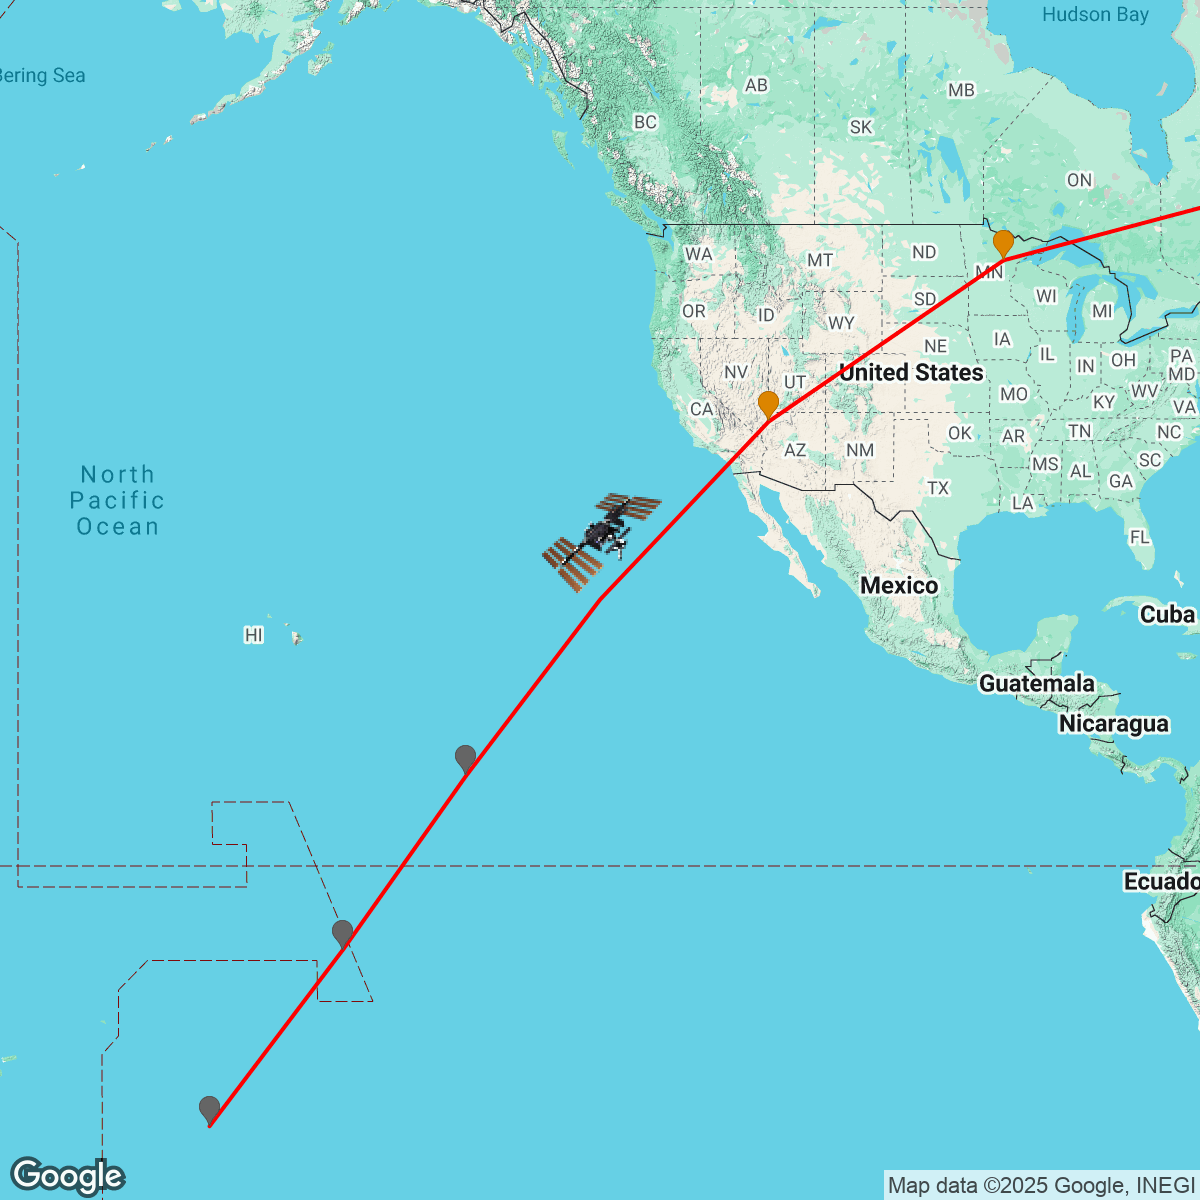 Hudson Bay
Bering Sea
AB
MB
BC
SK
ON
WA
MT
ND
MN
OR
ID
SD
WI
WY
MI
NV
UT
NE
IA
IL
IN
OH
PA
United States
MD
CA
MO
KY
WV
VA
AZ
NM
OK
AR
TN
NC
MS
AL
SC
GA
TX
LA
FL
North
Pacific
Ocean
Mexico
Cuba
HI
Guatemala
Nicaragua
Ecuado
Google
Map data ©2025 Google, INEGI